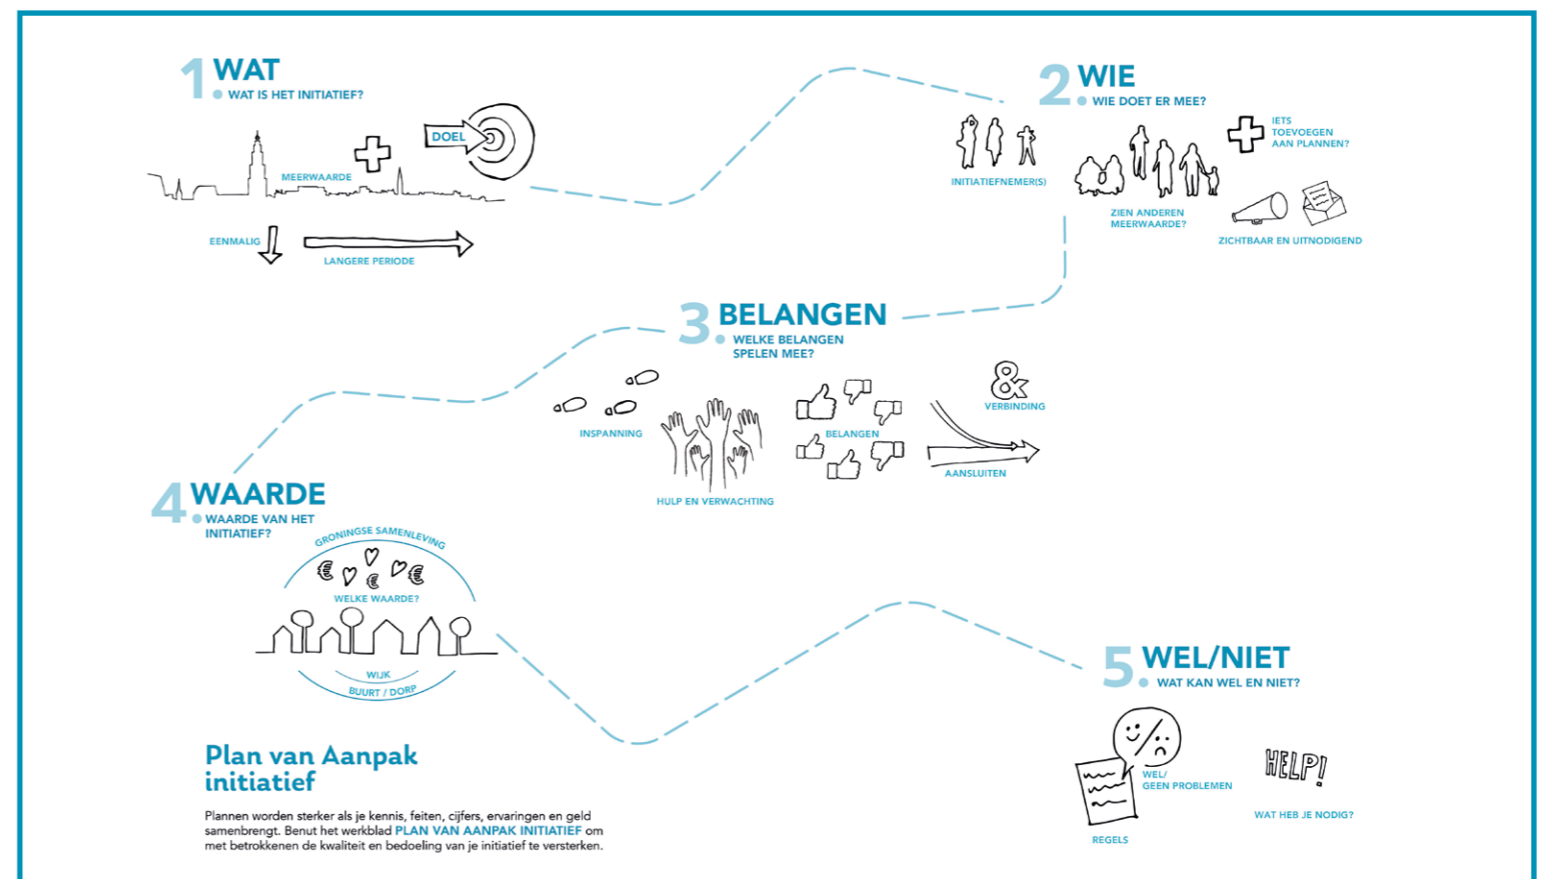 1. WAT
WAT IS HET INITIATIEF?
DOEL
MEERWAARDE
EENMALIG
LANGERE PERIODE
2. WIE
WIE DOET ER MEE?
INITIATIEFNEMER(S)
IETS
TOEVOEGEN
AAN PLANNEN?
ZIEN ANDEREN
MEERWAARDE?
ZICHTBAAR EN UITNODIGEND
3. BELANGEN
WELKE BELANGEN
SPELEN MEE?
INSPANNING
HULP EN VERWACHTING
BELANGEN
&
VERBINDING
AANSLUITEN
4. WAARDE
WAARDE VAN HET
INITIATIEF?
GRONINGSE SAMENLEVING
€ € €
WELKE WAARDE?
WIJK
BUURT / DORP
5. WEL/NIET
WAT KAN WEL EN NIET?
WEL/
GEEN PROBLEMEN
REGELS
HELP!
WAT HEB JE NODIG?
Plan van Aanpak
initiatief
Plannen worden sterker als je kennis, feiten, cijfers, ervaringen en geld
samenbrengt. Benut het werkblad PLAN VAN AANPAK INITIATIEF om
met betrokkenen de kwaliteit en bedoeling van je initiatief te versterken.